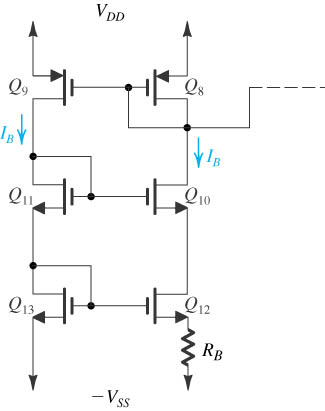 V_DD
Q_9 Q_8
I_B I_B
Q_11 Q_10
Q_13 Q_12
R_B
−V_SS